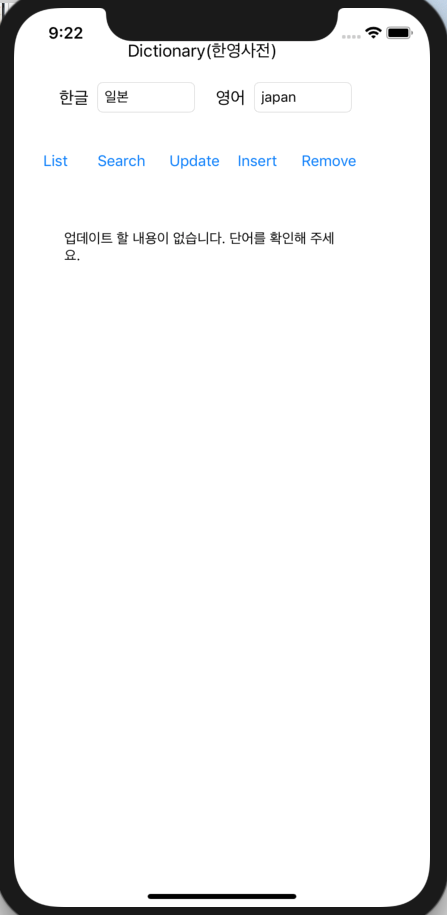 9:22
Dictionary(한영사전)
한글 일본 영어 japan
List Search Update Insert Remove
업데이트 할 내용이 없습니다. 단어를 확인해 주세
요.